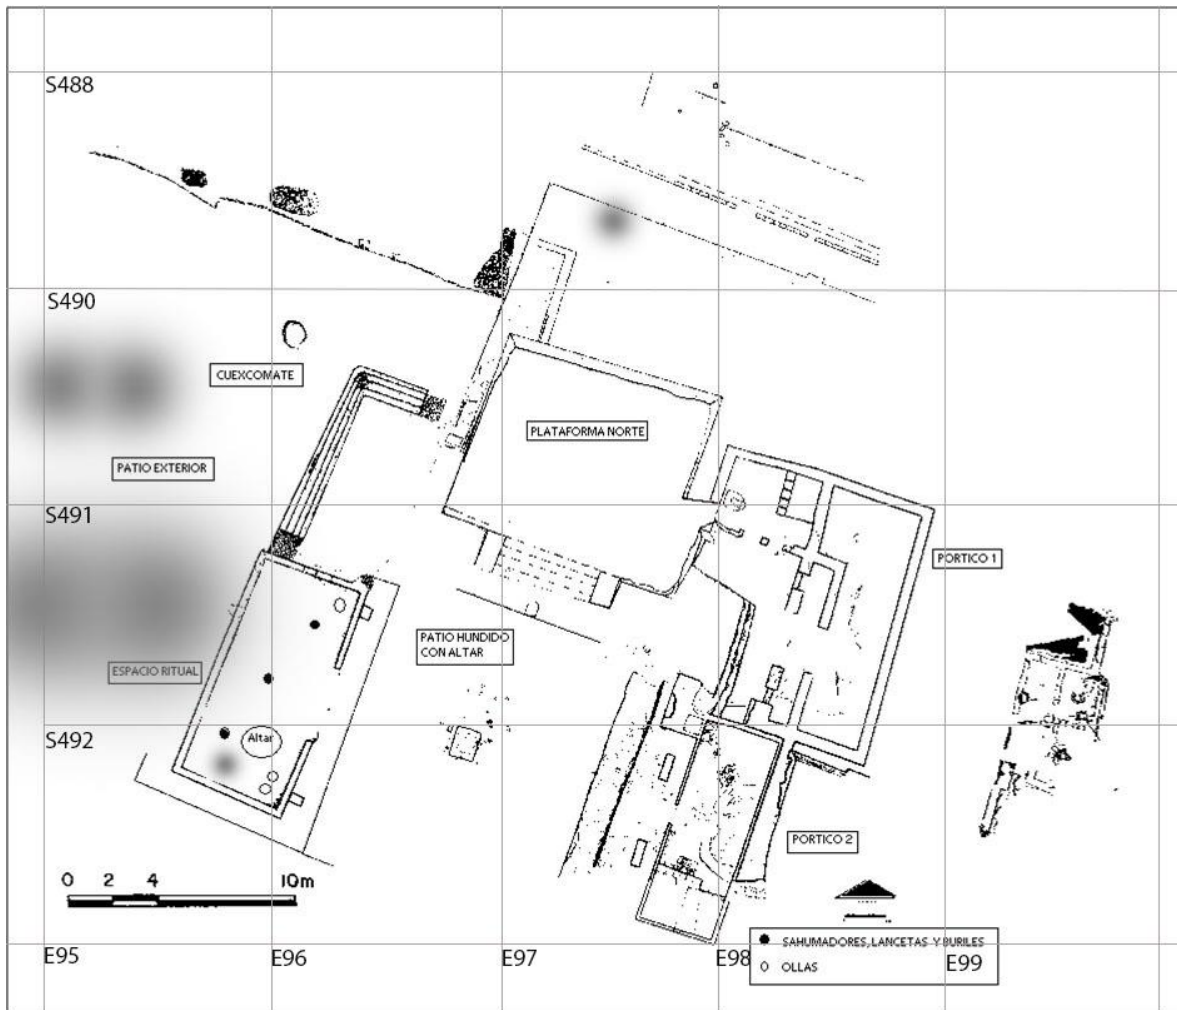 S488
S490
CUEXCOMATE
PLATAFORMA NORTE
PATIO EXTERIOR
S491
PORTICO 1
PATIO HUNDIDO
CON ALTAR
ESPACIO RITUAL
S492
Altar
PORTICO 2
0 2 4 10m
E95 E96 E97 E98 E99
SAHUMADORES, LANCETAS Y BURILES
OLLAS